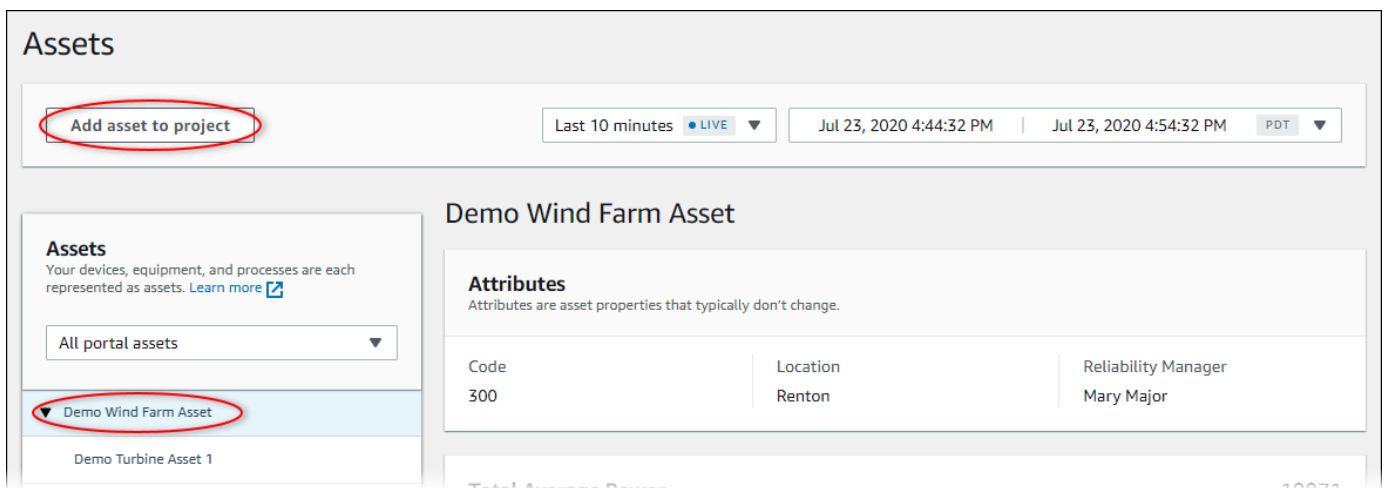 Assets
Add asset to project
Last 10 minutes LIVE
Jul 23, 2020 4:44:32 PM | Jul 23, 2020 4:54:32 PM PDT
Assets
Your devices, equipment, and processes are each
represented as assets. Learn more
All portal assets
Demo Wind Farm Asset
Demo Turbine Asset 1
Demo Wind Farm Asset
Attributes
Attributes are asset properties that typically don't change.
Code
300
Location
Renton
Reliability Manager
Mary Major
Total Average Power